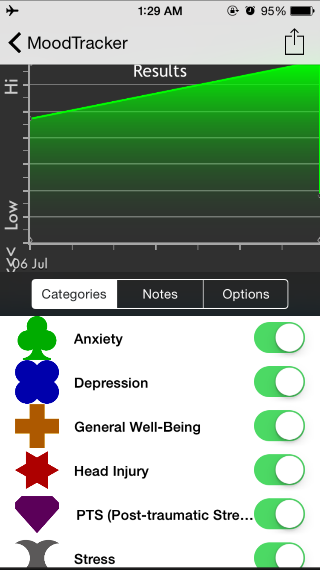 1:29 AM
95%
MoodTracker
Results
Hi
Low
06 Jul
Categories
Notes
Options
Anxiety
Depression
General Well-Being
Head Injury
PTS (Post-traumatic Stre...
Stress